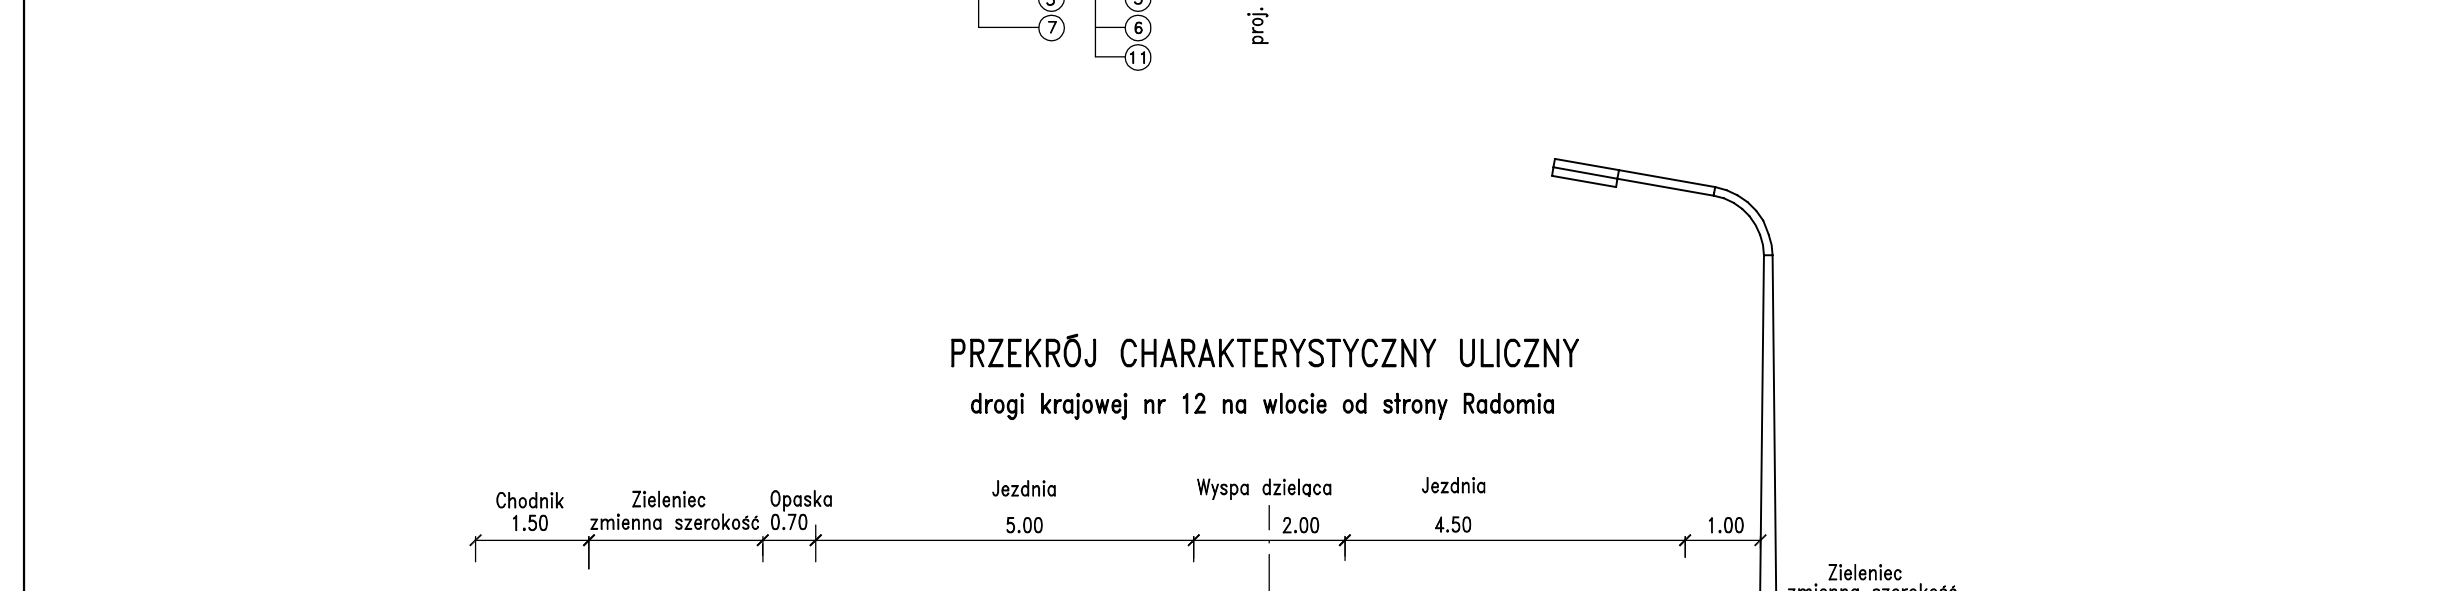 7
6
11
proj.
PRZEKRÓJ CHARAKTERYSTYCZNY ULICZNY
drogi krajowej nr 12 na wlocie od strony Radomia
Chodnik
1.50
Zieleniec
zmienna szerokość
Opaska
0.70
Jezdnia
5.00
Wyspa dzieląca
2.00
Jezdnia
4.50
1.00
Zieleniec
zmienna szerokość